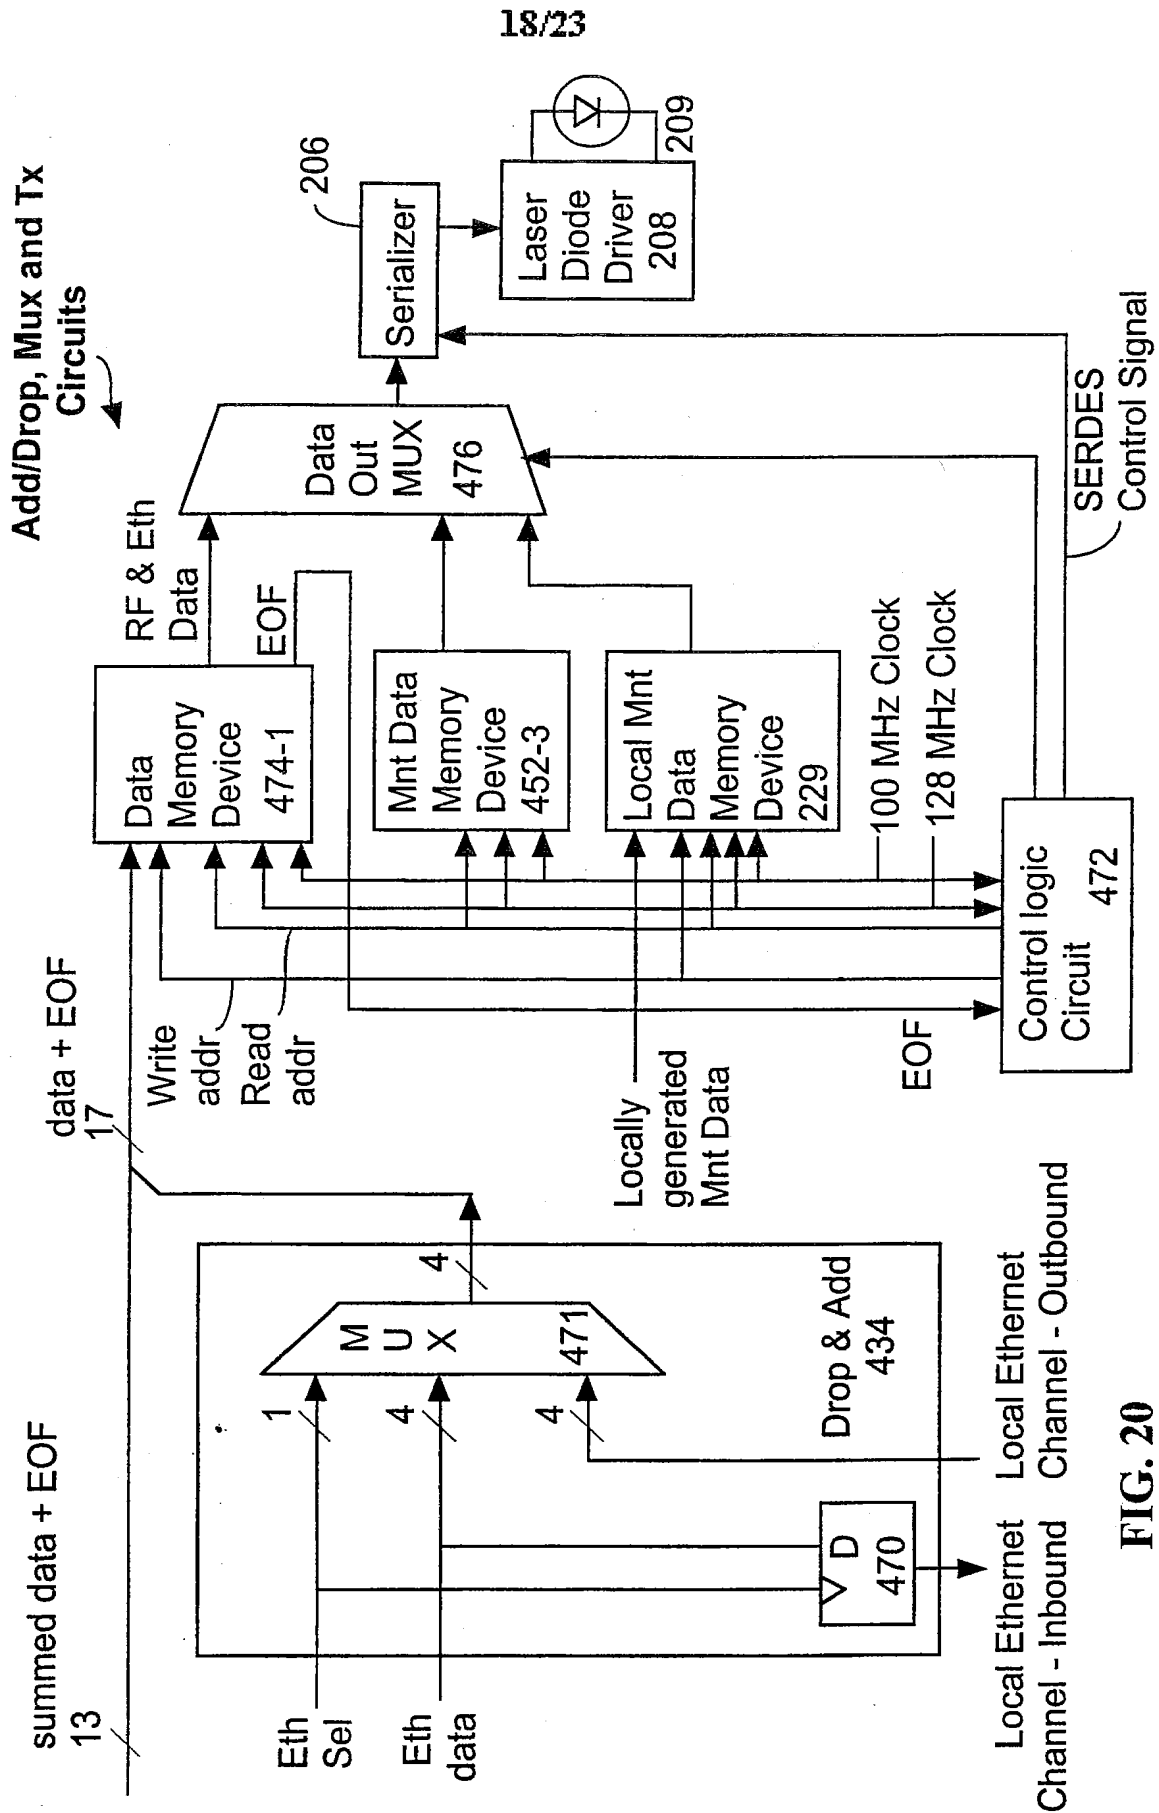 18/23
Add/Drop, Mux and Tx
Circuits
summed data + EOF
13
data + EOF
17
Write
addr
Read
addr
RF & Eth
Data
EOF
Data
Memory
Device
474-1
Mnt Data
Memory
Device
452-3
Local Mnt
Data
Memory
Device
229
Data
Out
MUX
476
Serializer
206
Laser
Diode
Driver
208
209
Eth
Sel
Eth
data
1
4
4
4
M
U
X
471
D
470
Drop & Add
434
Locally
generated
Mnt Data
EOF
100 MHz Clock
128 MHz Clock
Control logic
Circuit
472
SERDES
Control Signal
Local Ethernet
Channel - Inbound
Local Ethernet
Channel - Outbound
FIG. 20